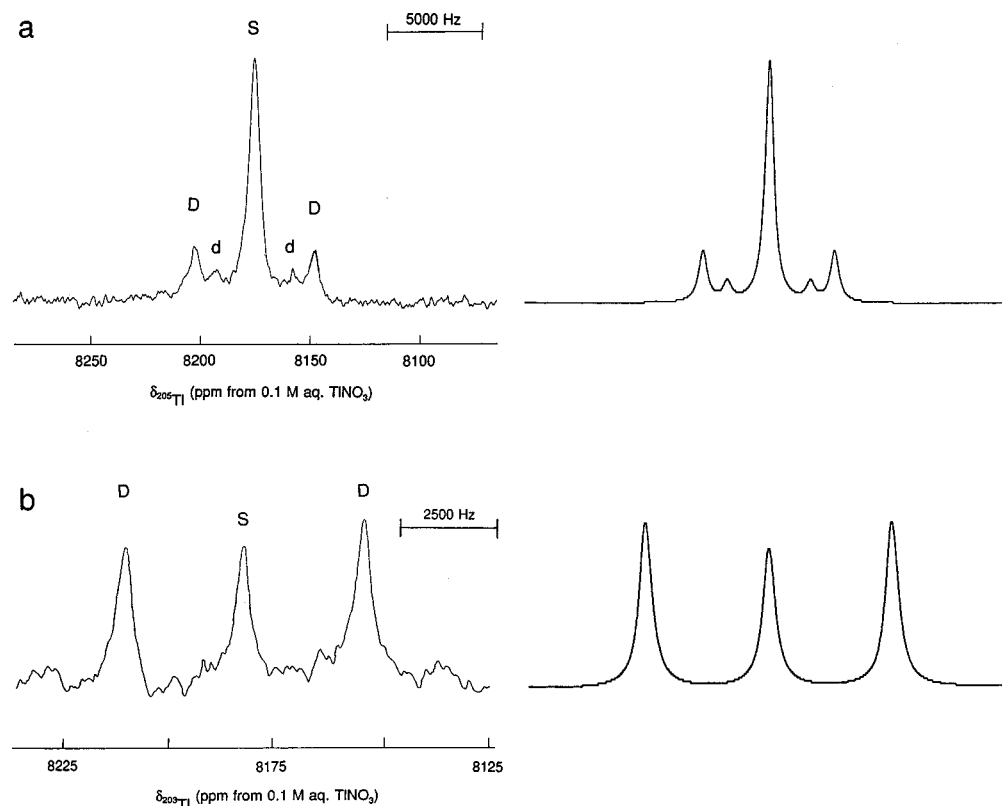 a
S
5000 Hz
D
D
d
d
8250
8200
8150
8100
δ₂₀₅Tl (ppm from 0.1 M aq. TlNO₃)
b
D
D
S
2500 Hz
8225
8175
8125
δ₂₀₃Tl (ppm from 0.1 M aq. TlNO₃)